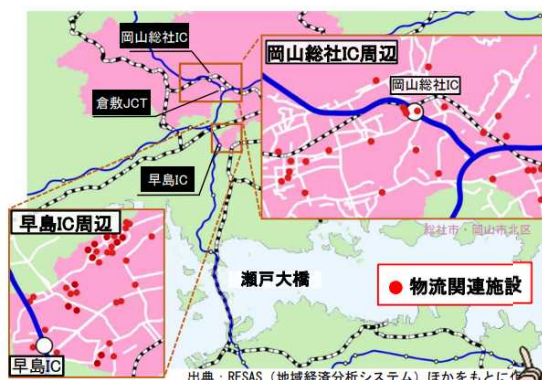 岡山総社IC
倉敷JCT
早島IC
岡山総社IC周辺
岡山総社IC
総社市・岡山市北区
早島IC周辺
早島IC
瀬戸大橋
物流関連施設
出典：RESAS（地域経済分析システム）ほかをもとに